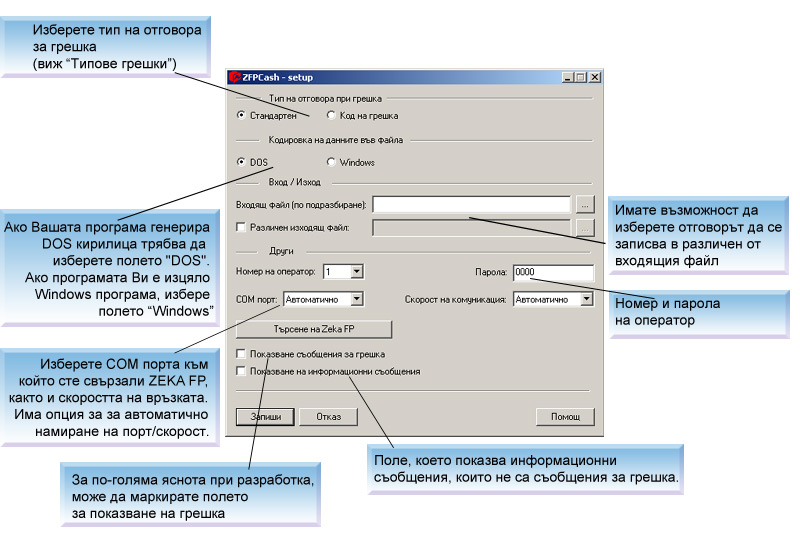 Изберете тип на отговора
за грешка
(виж “Типове грешки”)
ZFPCash - setup
Тип на отговора при грешка
Стандартен
Код на грешка
Кодировка на данните във файла
DOS
Windows
Вход / Изход
Входящ файл (по подразбиране):
...
Различен изходящ файл:
...
Други
Номер на оператор:
1
Парола:
0000
COM порт:
Автоматично
Скорост на комуникация:
Автоматично
Търсене на Zeka FP
Показване съобщения за грешка
Показване на информационни съобщения
Запиши
Отказ
Помощ
Ако Вашата програма генерира
DOS кирилица трябва да
изберете полето "DOS".
Ако програмата Ви е изцяло
Windows програма, избере
полето “Windows”
Имате възможност да
изберете отговорът да се
записва в различен от
входящия файл
Номер и парола
на оператор
Изберете COM порта към
който сте свързали ZEKA FP,
както и скоростта на връзката.
Има опция за за автоматично
намиране на порт/скорост.
За по-голяма яснота при разработка,
може да маркирате полето
за показване на грешка
Поле, което показва информационни
съобщения, които не са съобщения за грешка.